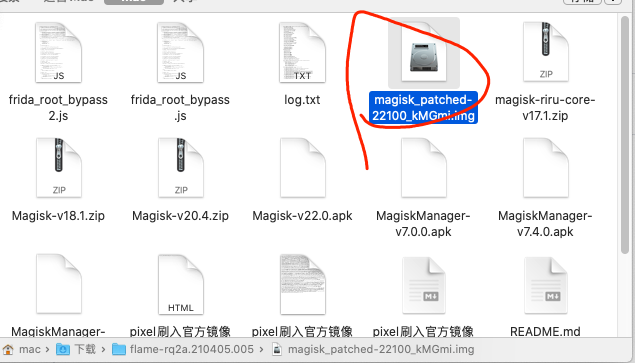 JS
JS
TXT
ZIP
frida_root_bypass
2.js
frida_root_bypass
.js
log.txt
magisk_patched-
22100_kMGmi.img
magisk-riru-core-
v17.1.zip
ZIP
ZIP
Magisk-v18.1.zip
Magisk-v20.4.zip
Magisk-v22.0.apk
MagiskManager-
v7.0.0.apk
MagiskManager-
v7.4.0.apk
HTML
MagiskManager-
pixel刷入官方镜像
pixel刷入官方镜像
pixel刷入官方镜像
README.md
mac › 下载 › flame-rq2a.210405.005 › magisk_patched-22100_kMGmi.img